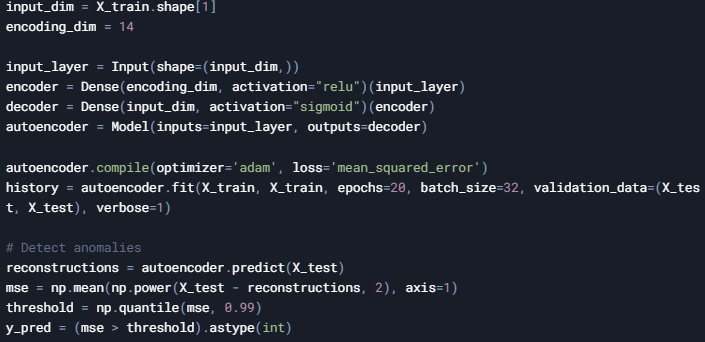 input_dim = X_train.shape[1]
encoding_dim = 14
input_layer = Input(shape=(input_dim,))
encoder = Dense(encoding_dim, activation="relu")(input_layer)
decoder = Dense(input_dim, activation="sigmoid")(encoder)
autoencoder = Model(inputs=input_layer, outputs=decoder)
autoencoder.compile(optimizer='adam', loss='mean_squared_error')
history = autoencoder.fit(X_train, X_train, epochs=20, batch_size=32, validation_data=(X_tes
t, X_test), verbose=1)
# Detect anomalies
reconstructions = autoencoder.predict(X_test)
mse = np.mean(np.power(X_test - reconstructions, 2), axis=1)
threshold = np.quantile(mse, 0.99)
y_pred = (mse > threshold).astype(int)